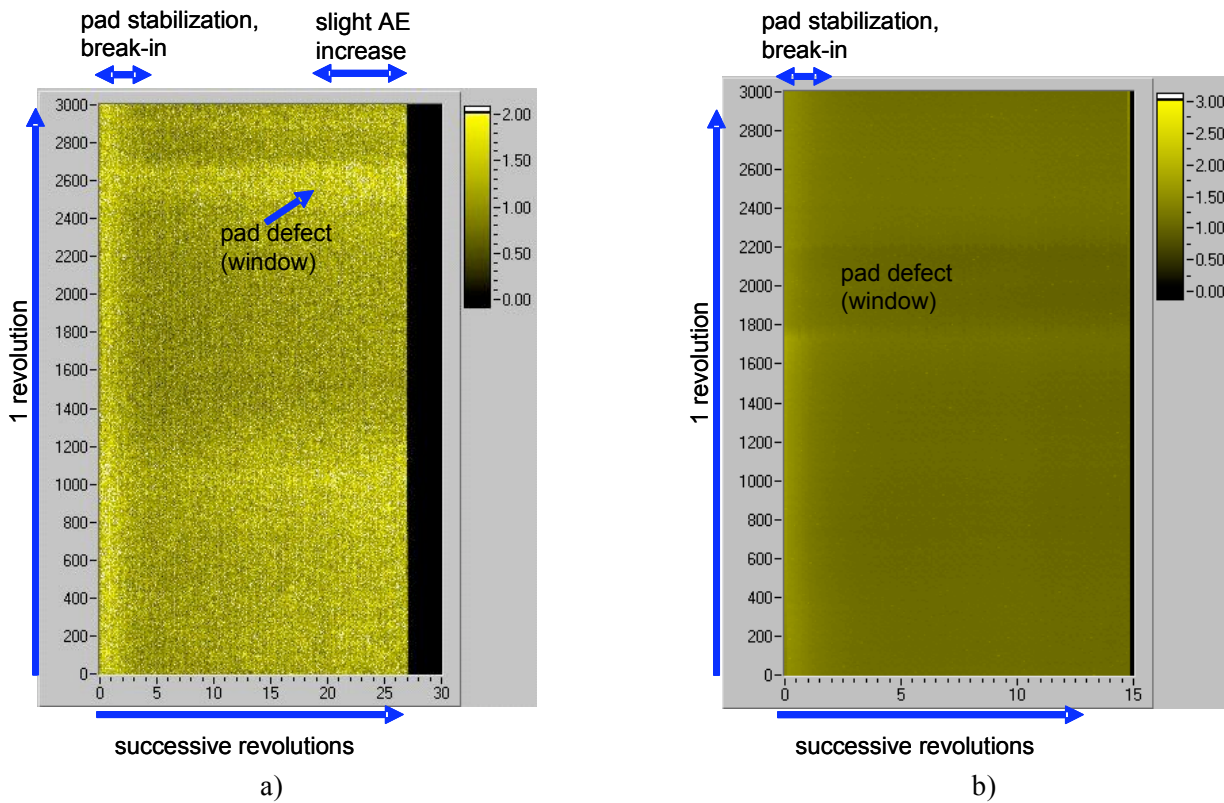 pad stabilization,
break-in
slight AE
increase
3000
2800
2600
2400
2200
2000
1800
1600
1400
1200
1000
800
600
400
200
0
2.00
1.50
1.00
0.50
0.00
pad defect
(window)
1 revolution
0 5 10 15 20 25 30
successive revolutions
a)
pad stabilization,
break-in
3000
2800
2600
2400
2200
2000
1800
1600
1400
1200
1000
800
600
400
200
0
3.00
2.50
2.00
1.50
1.00
0.50
0.00
pad defect
(window)
1 revolution
0 5 10 15
successive revolutions
b)